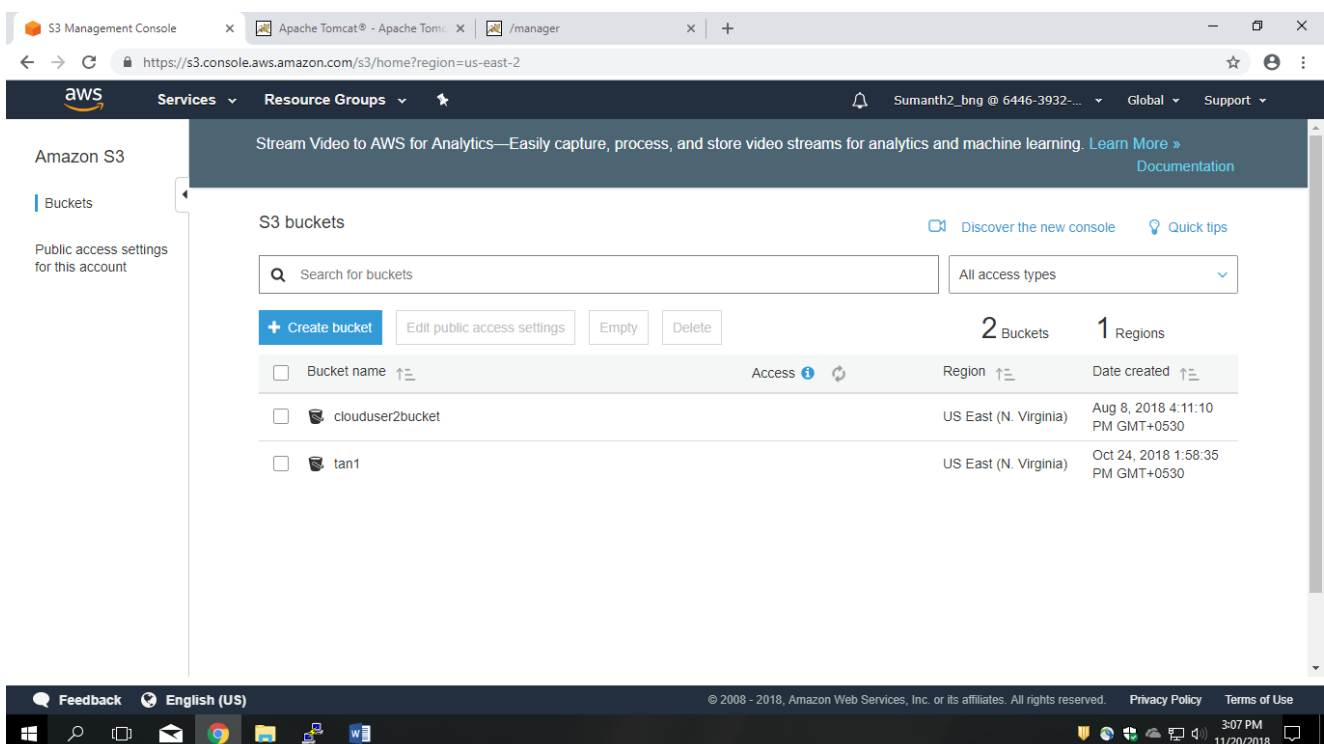 S3 Management Console
Apache Tomcat® - Apache Tomc
/manager
https://s3.console.aws.amazon.com/s3/home?region=us-east-2
aws
Services
Resource Groups
Sumanth2_bng @ 6446-3932-...
Global
Support
Amazon S3
Buckets
Public access settings
for this account
Stream Video to AWS for Analytics—Easily capture, process, and store video streams for analytics and machine learning. Learn More »
Documentation
S3 buckets
Discover the new console
Quick tips
Search for buckets
All access types
+ Create bucket
Edit public access settings
Empty
Delete
2 Buckets
1 Regions
Bucket name
Access
Region
Date created
clouduser2bucket
US East (N. Virginia)
Aug 8, 2018 4:11:10
PM GMT+0530
tan1
US East (N. Virginia)
Oct 24, 2018 1:58:35
PM GMT+0530
Feedback
English (US)
© 2008 - 2018, Amazon Web Services, Inc. or its affiliates. All rights reserved.
Privacy Policy
Terms of Use
3:07 PM
11/20/2018